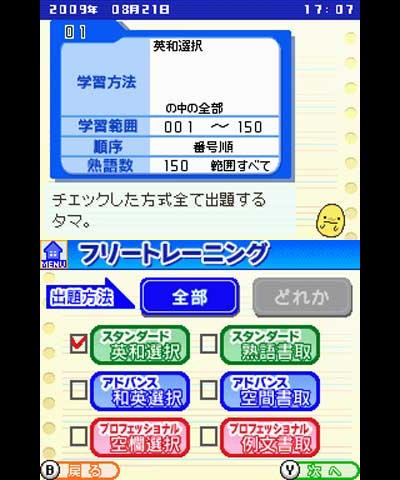 2009年 08月21日 17:07
01
英和選択
学習方法
の中の全部
学習範囲 001 ～ 150
順序 番号順
熟語数 150 範囲すべて
チェックした方式全て出題する
タマ。
MENU フリートレーニング
出題方法 全部 どれか
スタンダード 英和選択 スタンダード 熟語書取
アドバンス 和英選択 アドバンス 空間書取
プロフェッショナル 空欄選択 プロフェッショナル 例文書取
B 戻る Y 次へ